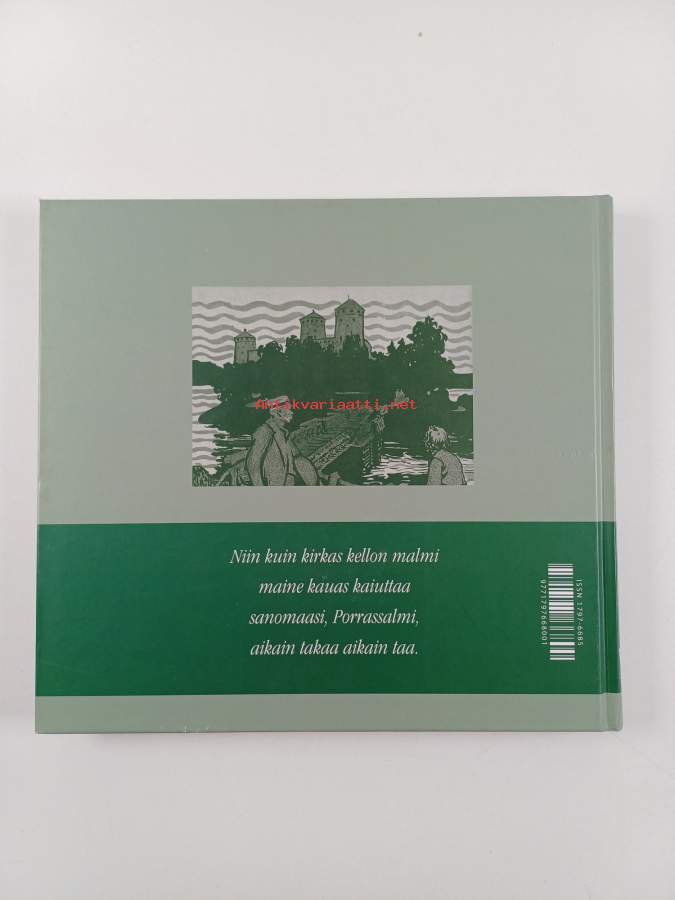 Antikvariaatti.net
Niin kuin kirkas kellon malmi
maine kauas kaiuttaa
sanomaasi, Porrassalmi,
aikain takaa aikain taa.
ISSN 1797-6685
9771797668001